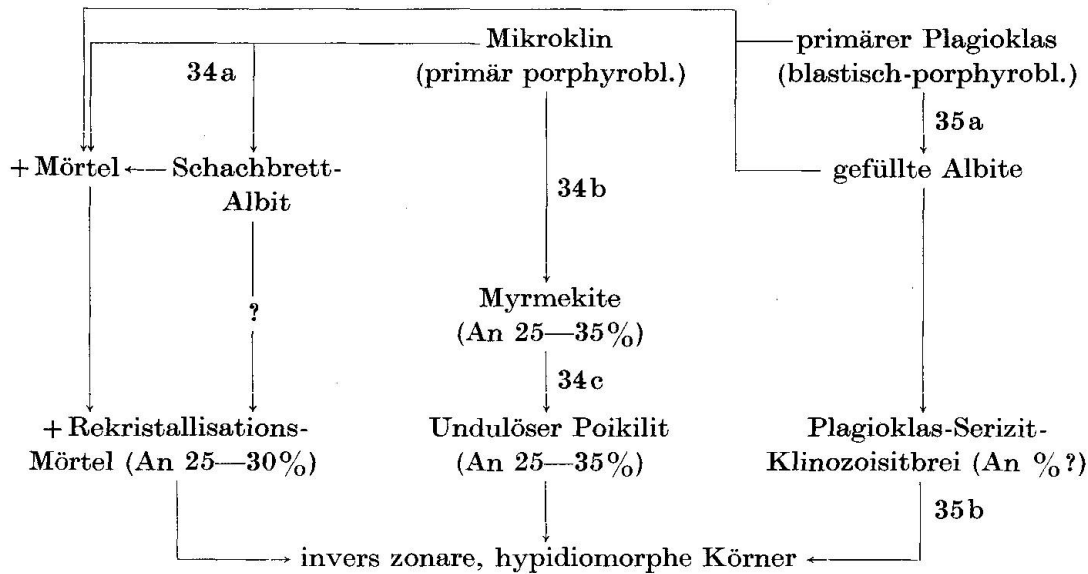 Mikroklin
primärer Plagioklas
(primär porphyrobl.)
(blastisch-porphyrobl.)
34a
35a
+ Mörtel
Schachbrett-
Albit
gefüllte Albite
34b
Myrmekite
(An 25—35%)
?
34c
+ Rekristallisations-
Mörtel (An 25—30%)
Undulöser Poikilit
(An 25—35%)
Plagioklas-Serizit-
Klinozoisitbrei (An %?)
35b
invers zonare, hypidiomorphe Körner